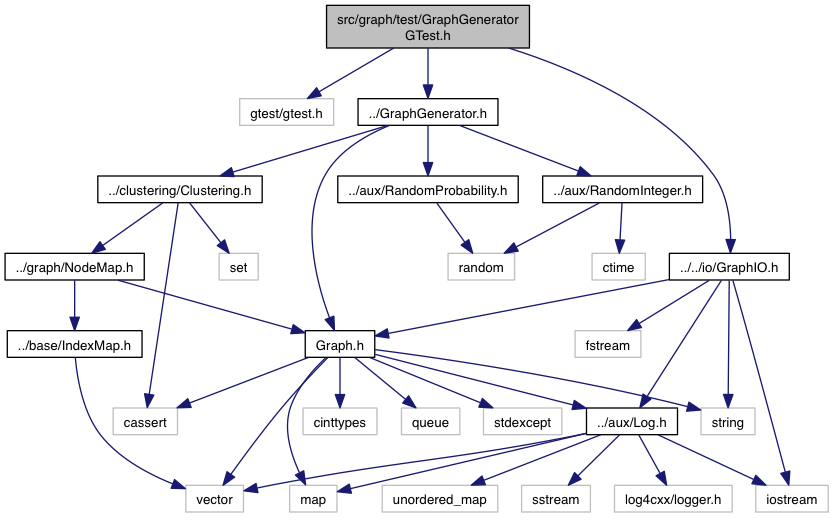 src/graph/test/GraphGenerator
GTest.h
gtest/gtest.h
../GraphGenerator.h
../clustering/Clustering.h
../aux/RandomProbability.h
../aux/RandomInteger.h
../graph/NodeMap.h
set
random
ctime
../../io/GraphIO.h
../base/IndexMap.h
Graph.h
fstream
cassert
cinttypes
queue
stdexcept
../aux/Log.h
string
vector
map
unordered_map
sstream
log4cxx/logger.h
iostream